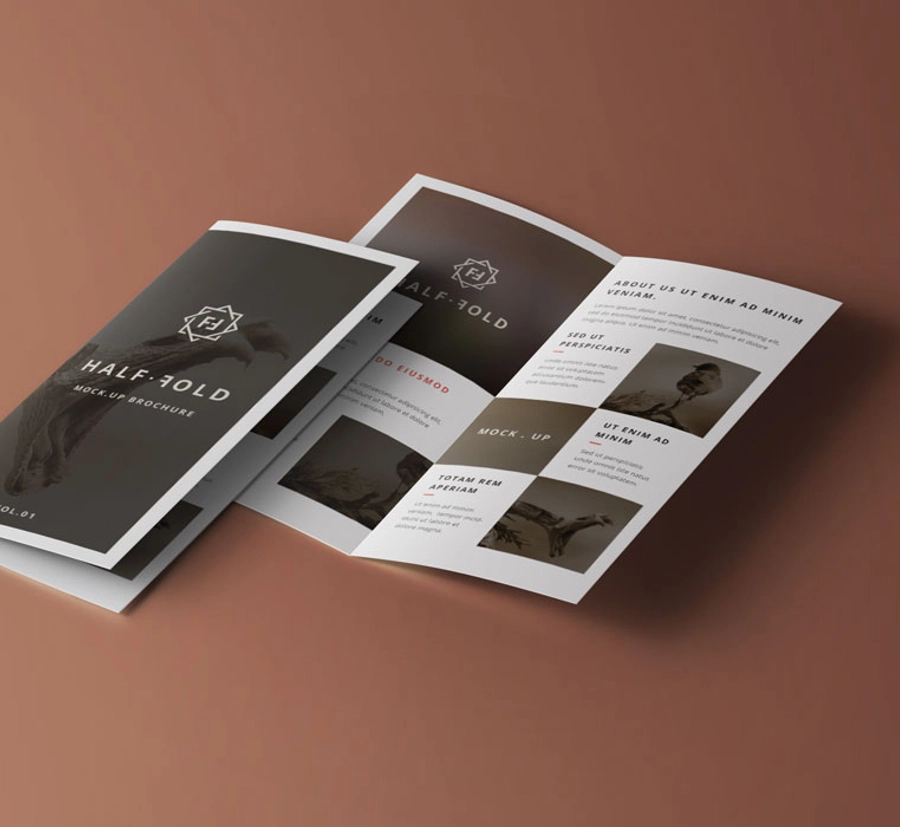 FF
HALF·FOLD
MOCK.UP BROCHURE
OL.01
IM
FF
HALF·FOLD
DO EIUSMOD
consectetur adipiscing elit,
ut labore et dolore
veniam.
ABOUT US UT ENIM AD MINIM
VENIAM.
Lorem ipsum dolor sit amet, consectetur adipiscing elit,
sed do eiusmod tempor incididunt ut labore et dolore
magna aliqua. Ut enim ad minim veniam.
SED UT
PERSPICIATIS
unde omnis iste natus
error sit voluptatem
accusantium dolorem-
que laudantium.
MOCK. UP
UT ENIM AD
MINIM
Sed ut perspiciatis
unde omnis iste natus
error sit voluptatem.
TOTAM REM
APERIAM
Ut enim ad minim
veniam, tempor incid-
idunt ut labore et
dolore magna.